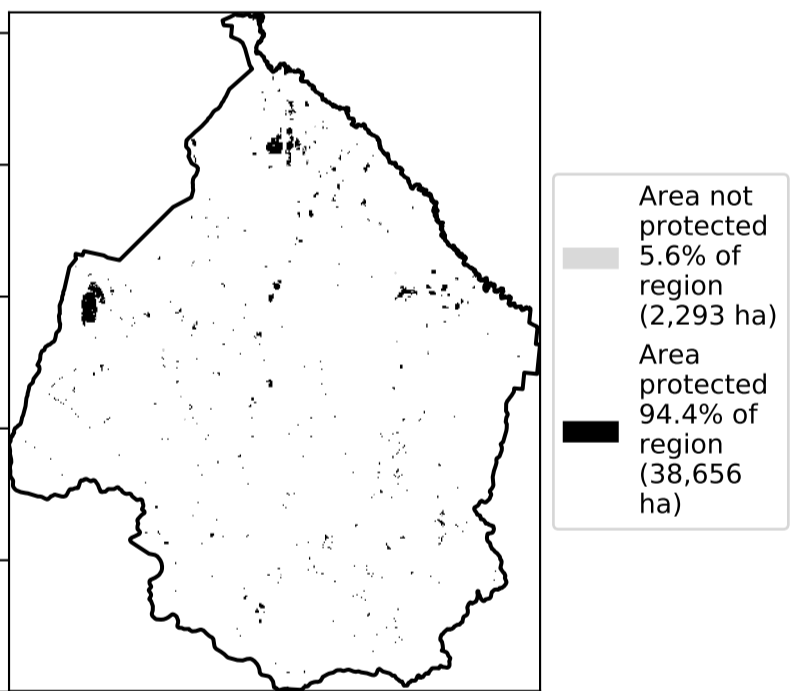 Area not
protected
5.6% of
region
(2,293 ha)
Area
protected
94.4% of
region
(38,656
ha)